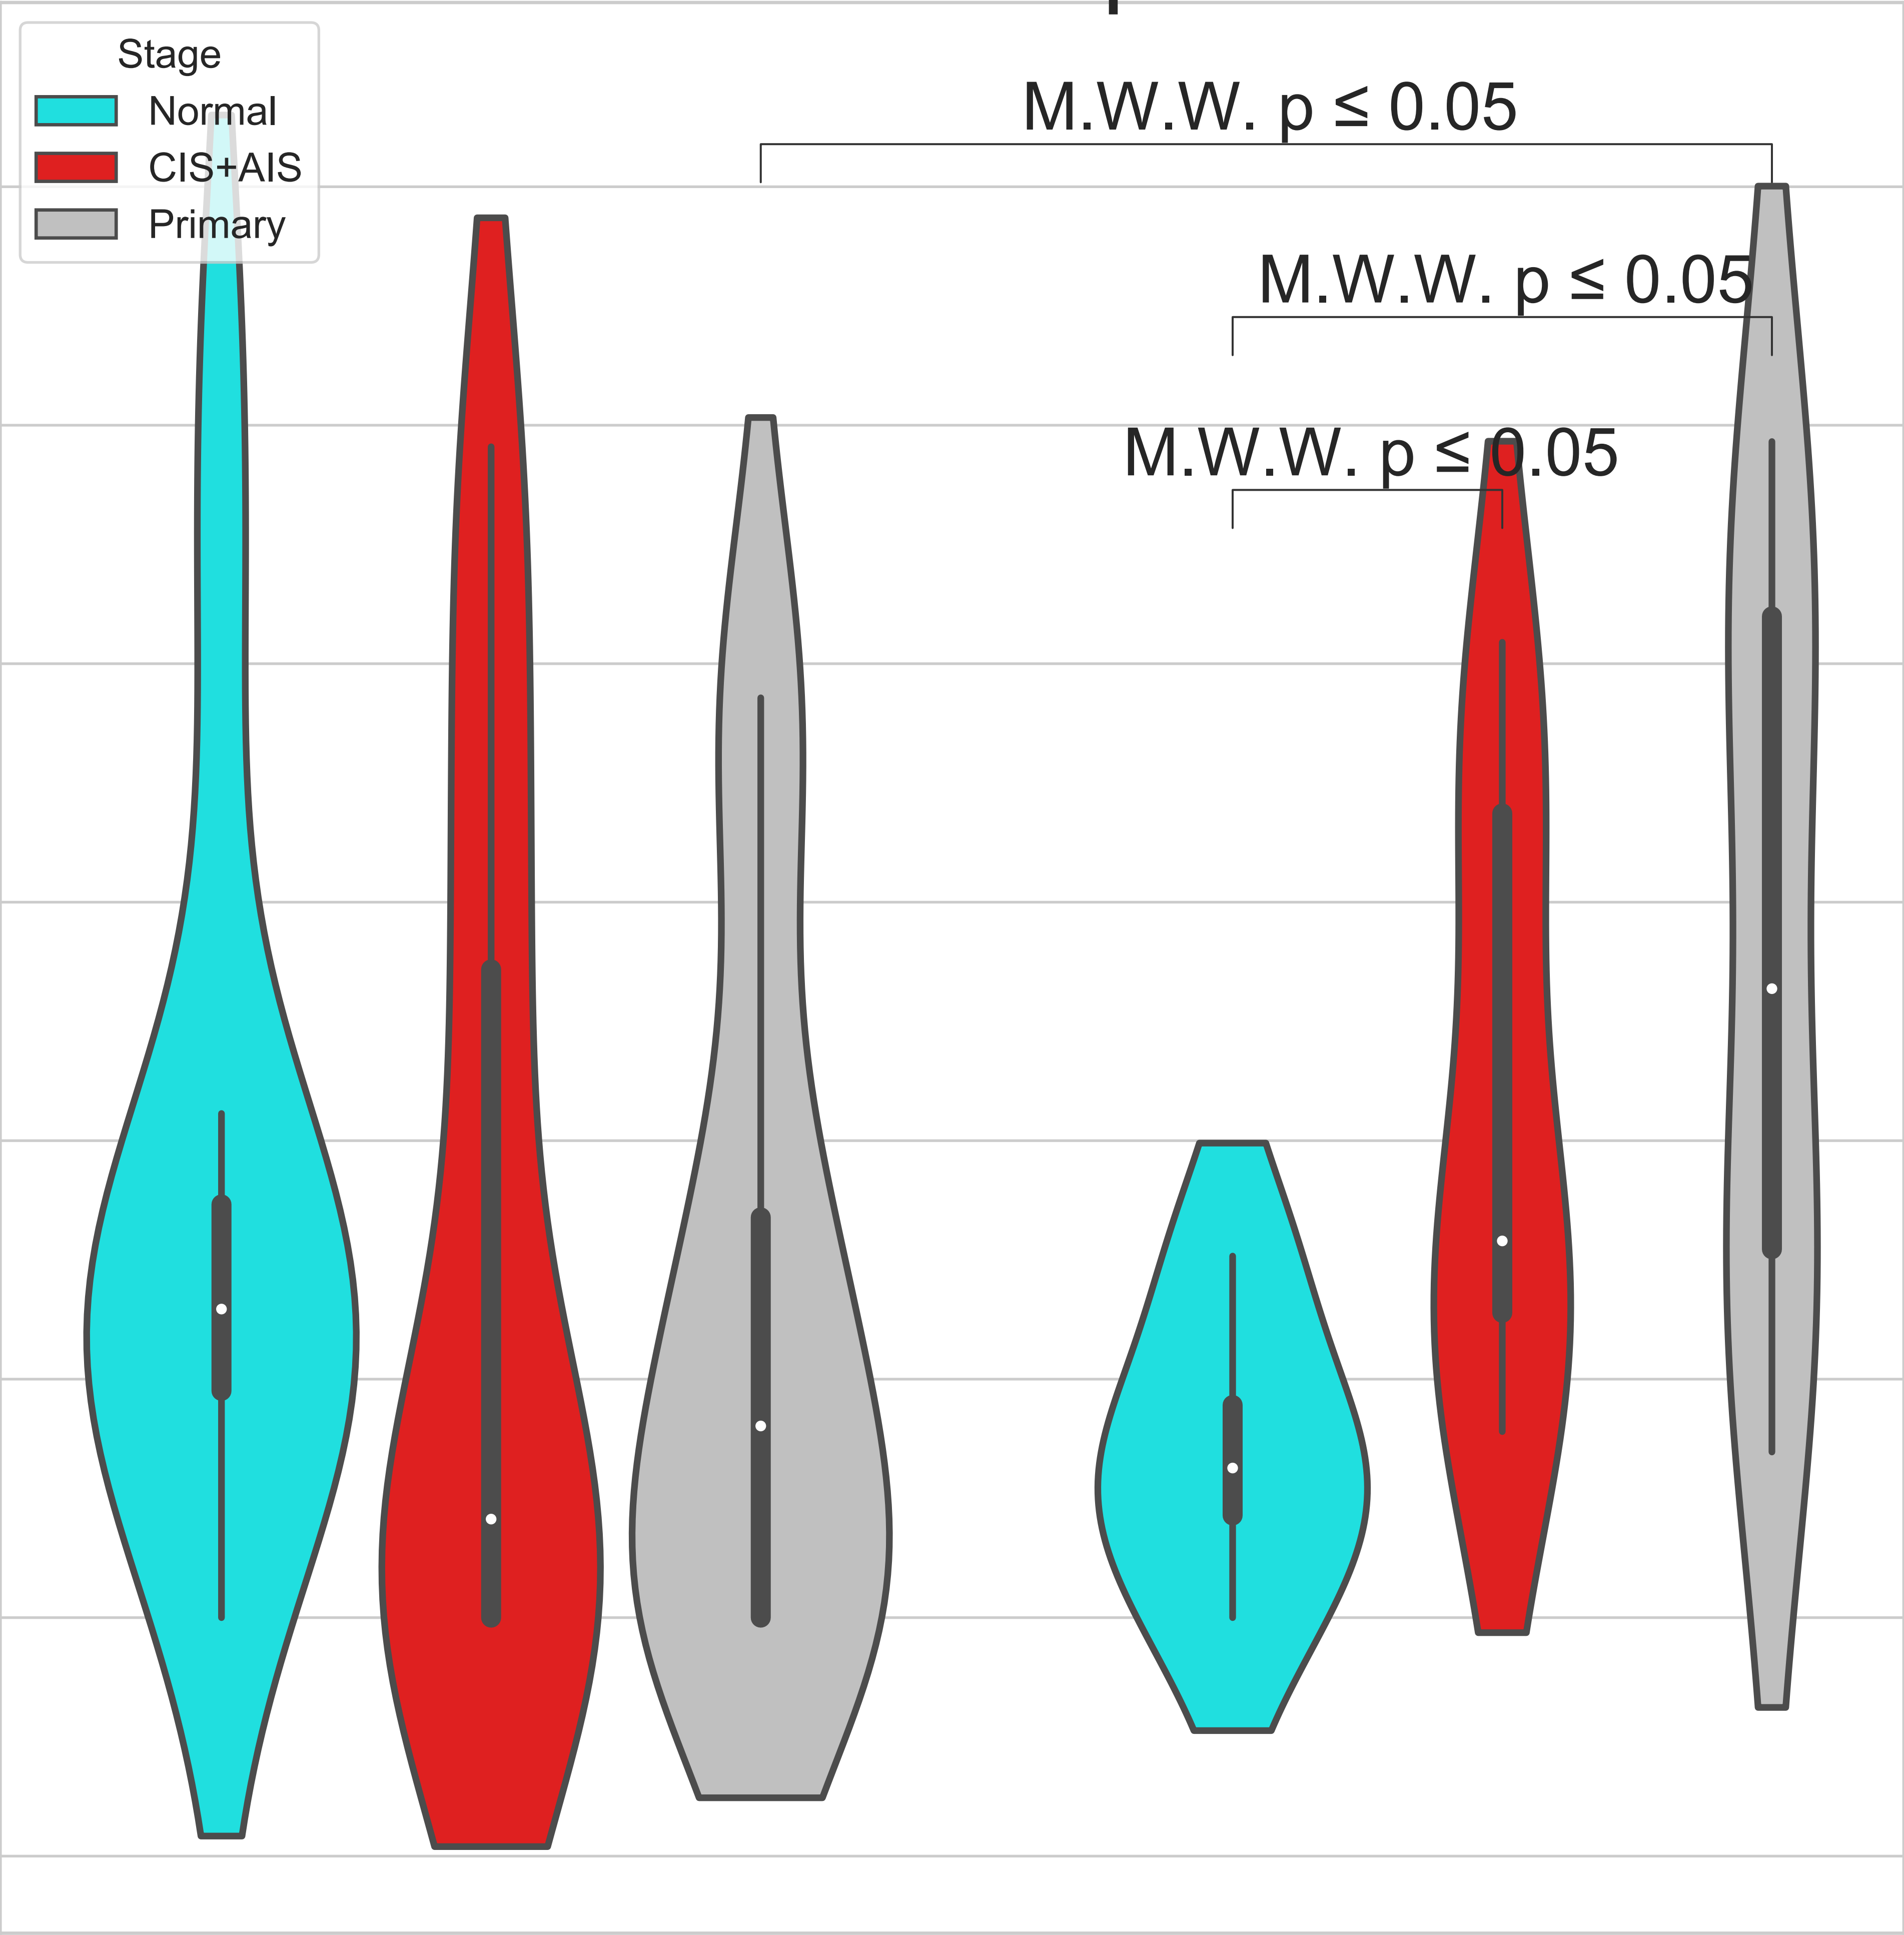 Stage
Normal
CIS+AIS
Primary
M.W.W. p ≤ 0.05
M.W.W. p ≤ 0.05
M.W.W. p ≤ 0.05